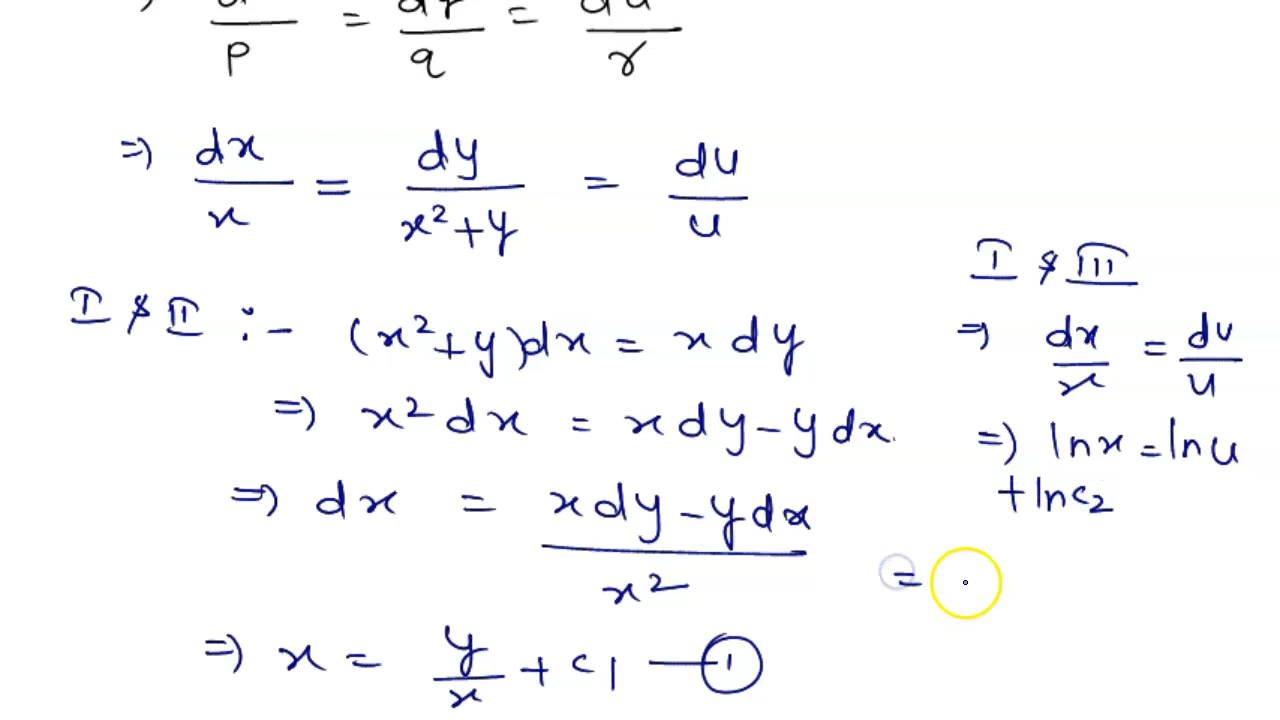 P = q = r
⇒ dx/x = dy/x²+y = du/u
I & II :- (x²+y)dx = x dy
⇒ x² dx = x dy - y dx
⇒ dx = x dy - y dx / x²
⇒ x = y/x + c1 — ①
I & III
⇒ dx/x = du/u
⇒ ln x = ln u
+ ln c2
=